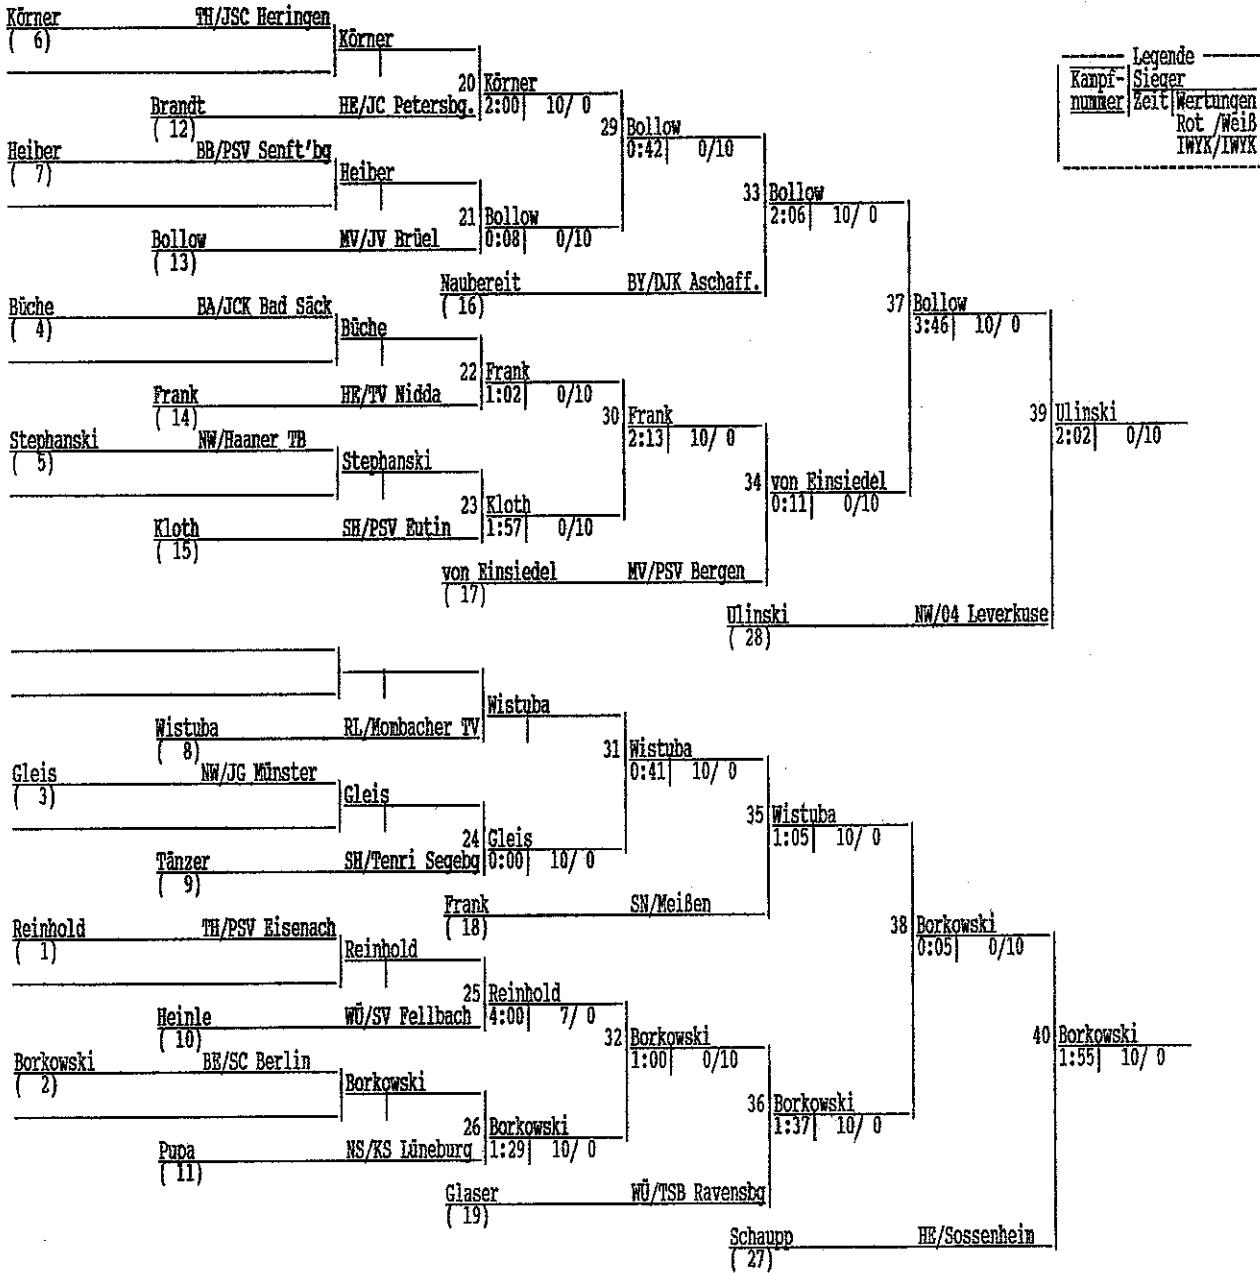 Körner TH/JSC Heringen
( 6)
Körner
20 Körner
2:00 10/ 0
Brandt HE/JC Petersbg.
( 12)
29 Bollow
0:42 0/10
Heiber BB/PSV Senft'bg
( 7)
Heiber
21 Bollow
0:08 0/10
Bollow MV/JV Brüel
( 13)
33 Bollow
2:06 10/ 0
Naubereit BY/DJK Aschaff.
( 16)
37 Bollow
3:46 10/ 0
Büche BA/JCK Bad Säck
( 4)
Büche
22 Frank
1:02 0/10
Frank HE/TV Nidda
( 14)
30 Frank
2:13 10/ 0
Stephanski NW/Haaner TB
( 5)
Stephanski
23 Kloth
1:57 0/10
Kloth SH/PSV Eutin
( 15)
34 von Einsiedel
0:11 0/10
von Einsiedel MV/PSV Bergen
( 17)
39 Ulinski
2:02 0/10
Ulinski NW/04 Leverkuse
( 28)
Legende
Kampf- Sieger
nummer Zeit Wertungen
Rot /Weiß
IWYK/IWYK
Wistuba
Wistuba RL/Mombacher TV
( 8)
31 Wistuba
0:41 10/ 0
Gleis NW/JG Münster
( 3)
Gleis
24 Gleis
0:00 10/ 0
Tänzer SH/Tenri Segebg
( 9)
35 Wistuba
1:05 10/ 0
Frank SN/Meißen
( 18)
38 Borkowski
0:05 0/10
Reinhold TH/PSV Eisenach
( 1)
Reinhold
25 Reinhold
4:00 7/ 0
Heinle WÜ/SV Fellbach
( 10)
32 Borkowski
1:00 0/10
Borkowski BE/SC Berlin
( 2)
Borkowski
26 Borkowski
1:29 10/ 0
Pupa NS/KS Lüneburg
( 11)
36 Borkowski
1:37 10/ 0
Glaser WÜ/TSB Ravensbg
( 19)
40 Borkowski
1:55 10/ 0
Schaupp HE/Sossenheim
( 27)